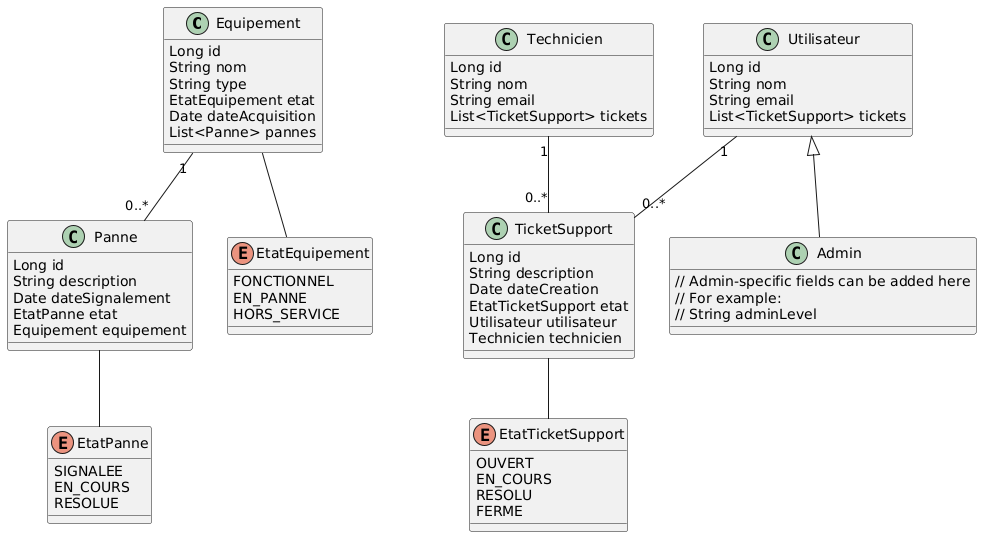 C Equipement
Long id
String nom
String type
EtatEquipement etat
Date dateAcquisition
List<Panne> pannes
C Technicien
Long id
String nom
String email
List<TicketSupport> tickets
C Utilisateur
Long id
String nom
String email
List<TicketSupport> tickets
1
0..*
1
0..*
1
0..*
C Panne
Long id
String description
Date dateSignalement
EtatPanne etat
Equipement equipement
E EtatEquipement
FONCTIONNEL
EN_PANNE
HORS_SERVICE
C TicketSupport
Long id
String description
Date dateCreation
EtatTicketSupport etat
Utilisateur utilisateur
Technicien technicien
C Admin
// Admin-specific fields can be added here
// For example:
// String adminLevel
E EtatPanne
SIGNALEE
EN_COURS
RESOLUE
E EtatTicketSupport
OUVERT
EN_COURS
RESOLU
FERME